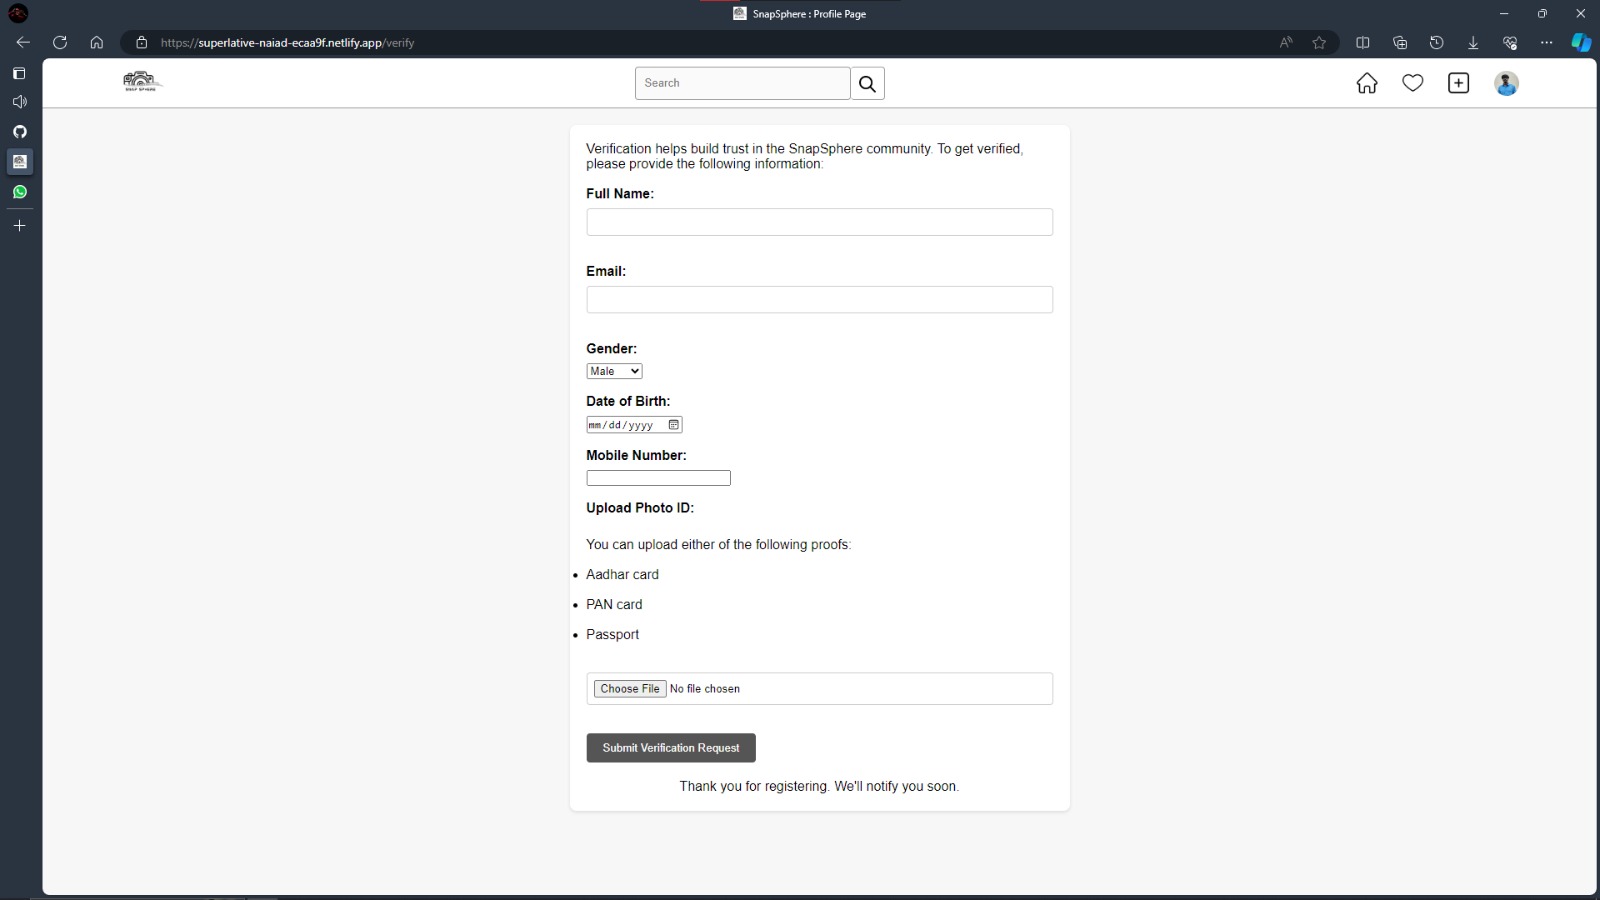 SnapSphere : Profile Page
https://superlative-naiad-ecaa9f.netlify.app/verify
SNAP SPHERE
Search
Verification helps build trust in the SnapSphere community. To get verified,
please provide the following information:
Full Name:
Email:
Gender:
Male
Date of Birth:
mm/dd/yyyy
Mobile Number:
Upload Photo ID:
You can upload either of the following proofs:
• Aadhar card
• PAN card
• Passport
Choose File No file chosen
Submit Verification Request
Thank you for registering. We'll notify you soon.